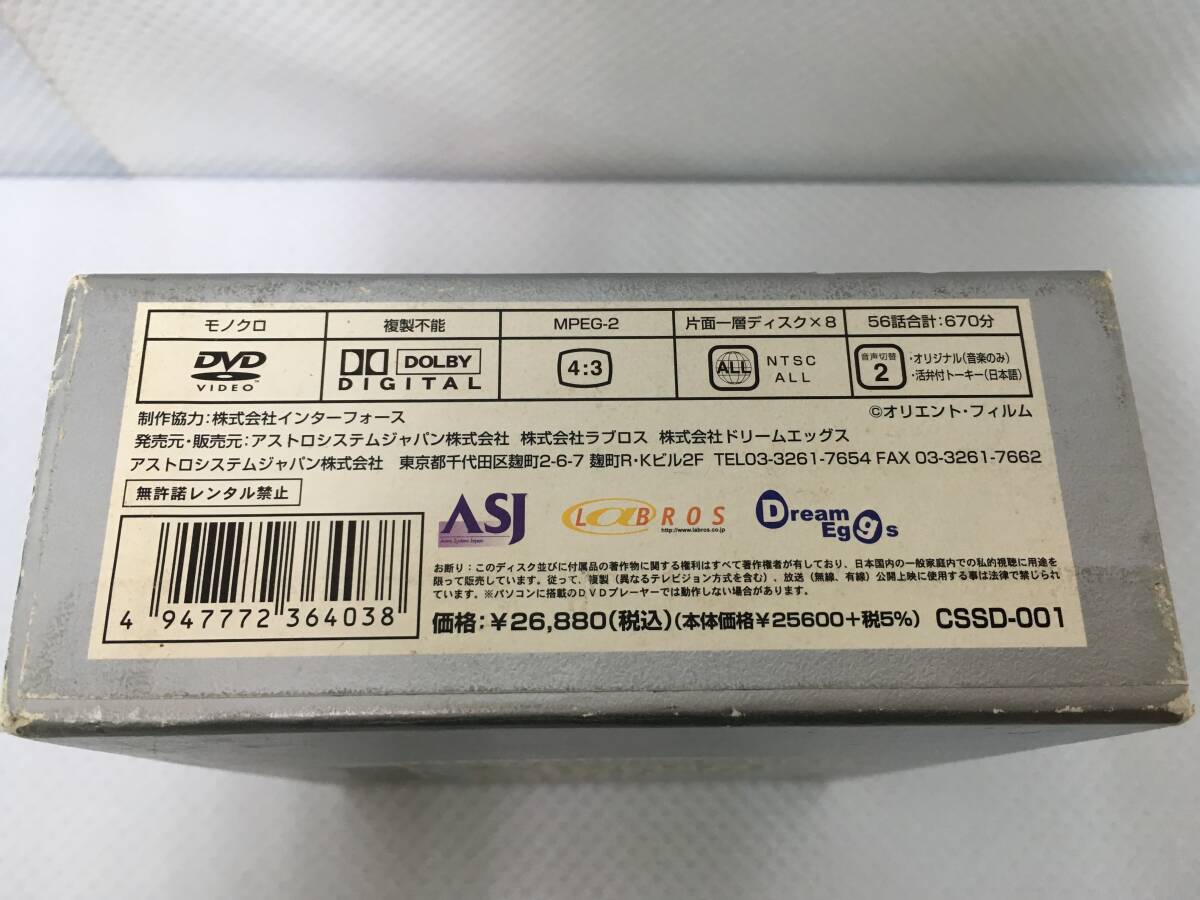 モノクロ 複製不能 MPEG-2 片面一層ディスク×8 56話合計:670分
DVD VIDEO DOLBY DIGITAL 4:3 ALL NTSC ALL 音声切替 2 ・オリジナル(音楽のみ) ・活弁付トーキー(日本語)
制作協力:株式会社インターフォース ©オリエント・フィルム
発売元・販売元:アストロシステムジャパン株式会社 株式会社ラブロス 株式会社ドリームエッグス
アストロシステムジャパン株式会社 東京都千代田区麹町2-6-7 麹町R・Kビル2F TEL03-3261-7654 FAX 03-3261-7662
無許諾レンタル禁止
ASJ Astro System Japan LaBROS http://www.labros.co.jp Dream Eggs
お断り:このディスク並びに付属品の著作物に関する権利はすべて著作権者が有しており、日本国内の一般家庭内での私的視聴に用途を
限って販売しています。従って、複製(異なるテレビジョン方式を含む)、放送(無線、有線)公開上映に使用する事は法律で禁じられ
ています。※パソコンに搭載のDVDプレーヤーでは動作しない場合があります。
4 947772 364038
価格:¥26,880(税込)(本体価格¥25600+税5%) CSSD-001